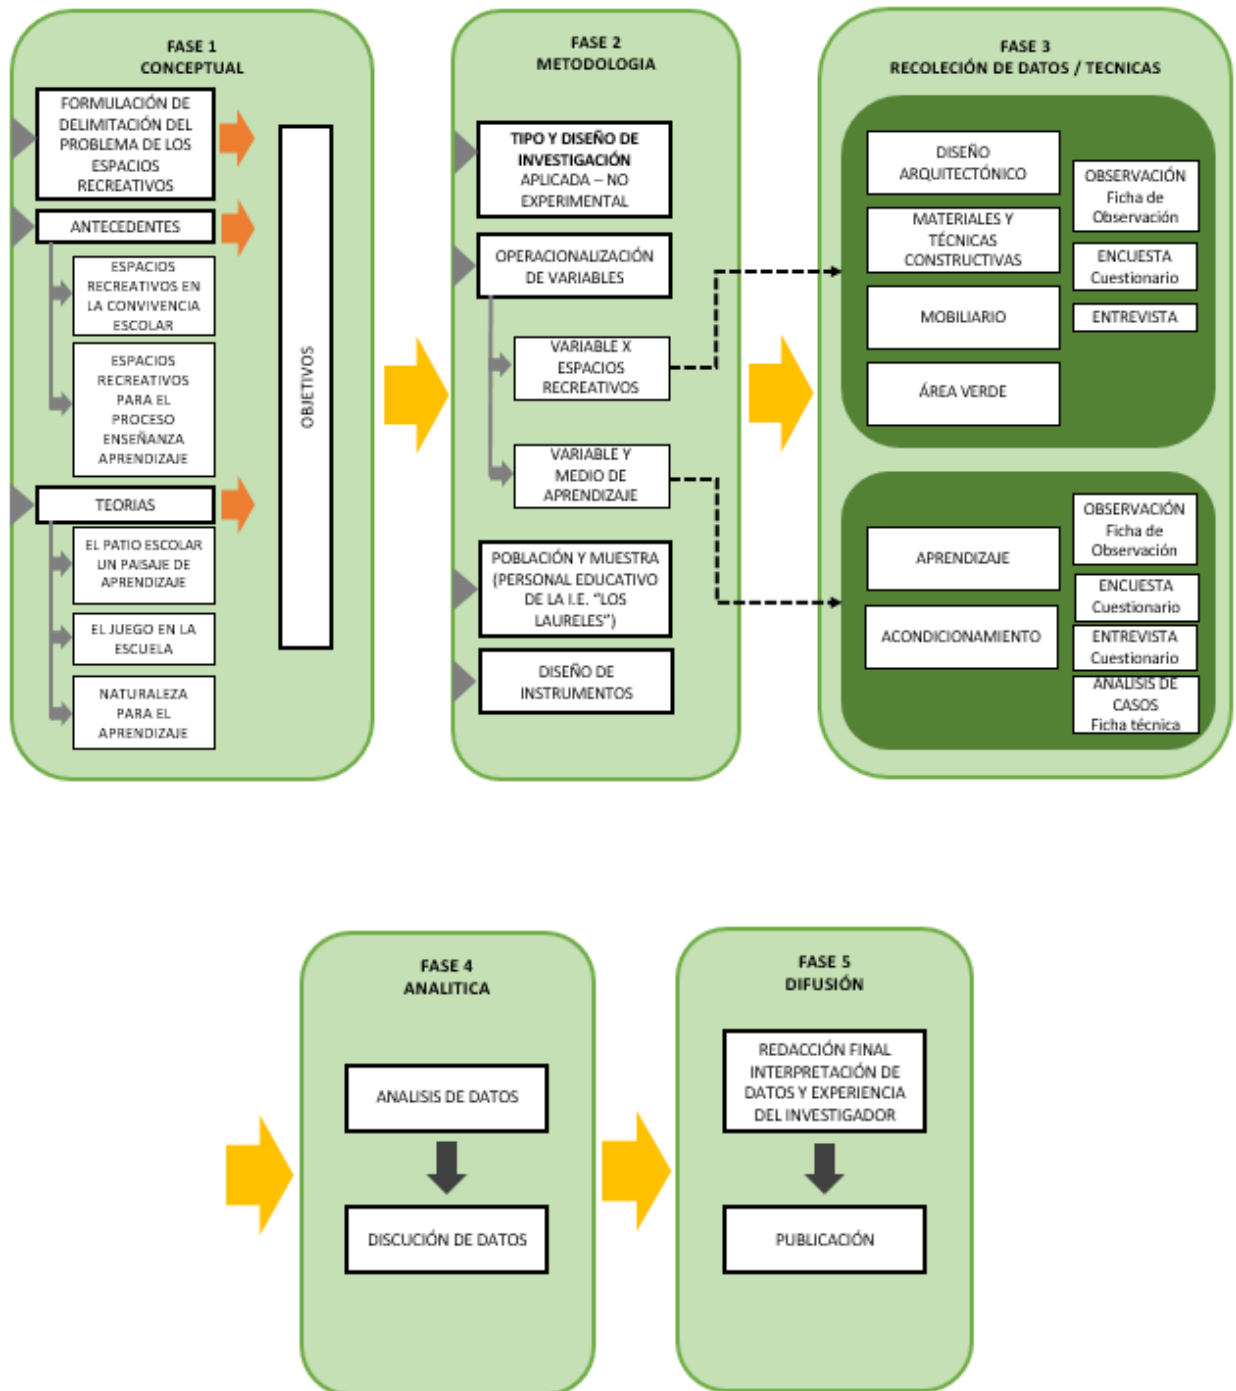 FASE 1
CONCEPTUAL
FORMULACIÓN DE
DELIMITACIÓN DEL
PROBLEMA DE LOS
ESPACIOS
RECREATIVOS
ANTECEDENTES
ESPACIOS
RECREATIVOS EN
LA CONVIVENCIA
ESCOLAR
ESPACIOS
RECREATIVOS
PARA EL
PROCESO
ENSEÑANZA
APRENDIZAJE
TEORIAS
EL PATIO ESCOLAR
UN PAISAJE DE
APRENDIZAJE
EL JUEGO EN LA
ESCUELA
NATURALEZA
PARA EL
APRENDIZAJE
OBJETIVOS
FASE 2
METODOLOGIA
TIPO Y DISEÑO DE
INVESTIGACIÓN
APLICADA – NO
EXPERIMENTAL
OPERACIONALIZACIÓN
DE VARIABLES
VARIABLE X
ESPACIOS
RECREATIVOS
VARIABLE Y
MEDIO DE
APRENDIZAJE
POBLACIÓN Y MUESTRA
(PERSONAL EDUCATIVO
DE LA I.E. “LOS
LAURELES”)
DISEÑO DE
INSTRUMENTOS
FASE 3
RECOLECIÓN DE DATOS / TECNICAS
DISEÑO
ARQUITECTÓNICO
MATERIALES Y
TÉCNICAS
CONSTRUCTIVAS
MOBILIARIO
ÁREA VERDE
OBSERVACIÓN
Ficha de
Observación
ENCUESTA
Cuestionario
ENTREVISTA
APRENDIZAJE
ACONDICIONAMIENTO
OBSERVACIÓN
Ficha de
Observación
ENCUESTA
Cuestionario
ENTREVISTA
Cuestionario
ANALISIS DE
CASOS
Ficha técnica
FASE 4
ANALITICA
ANALISIS DE DATOS
DISCUCIÓN DE DATOS
FASE 5
DIFUSIÓN
REDACCIÓN FINAL
INTERPRETACIÓN DE
DATOS Y EXPERIENCIA
DEL INVESTIGADOR
PUBLICACIÓN